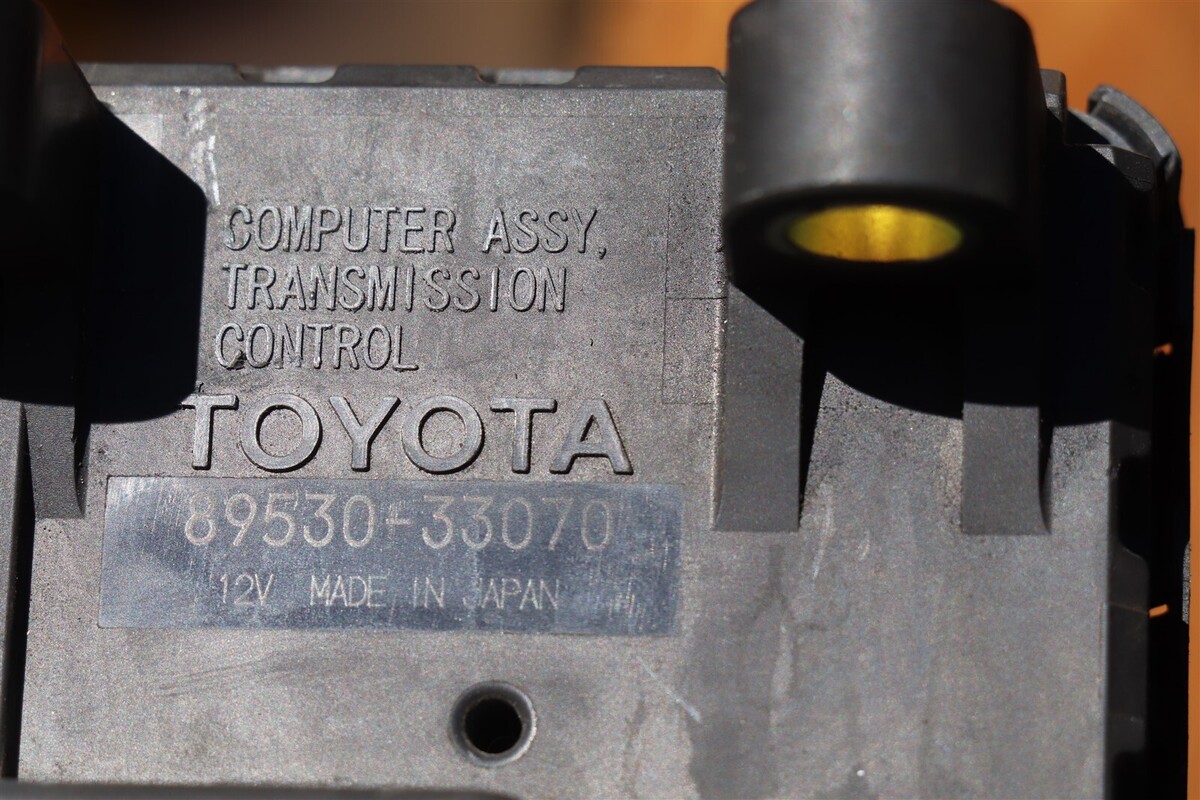 COMPUTER ASSY,
TRANSMISSION
CONTROL
TOYOTA
89530-33070
12V MADE IN JAPAN